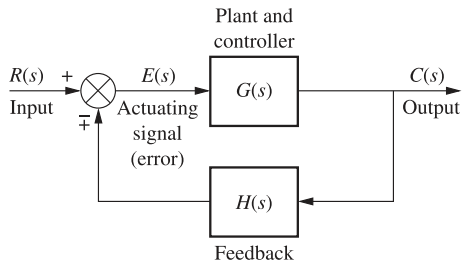 Plant and
controller
R(s) + E(s) G(s) C(s)
Input Actuating Output
∓ signal
(error)
H(s)
Feedback